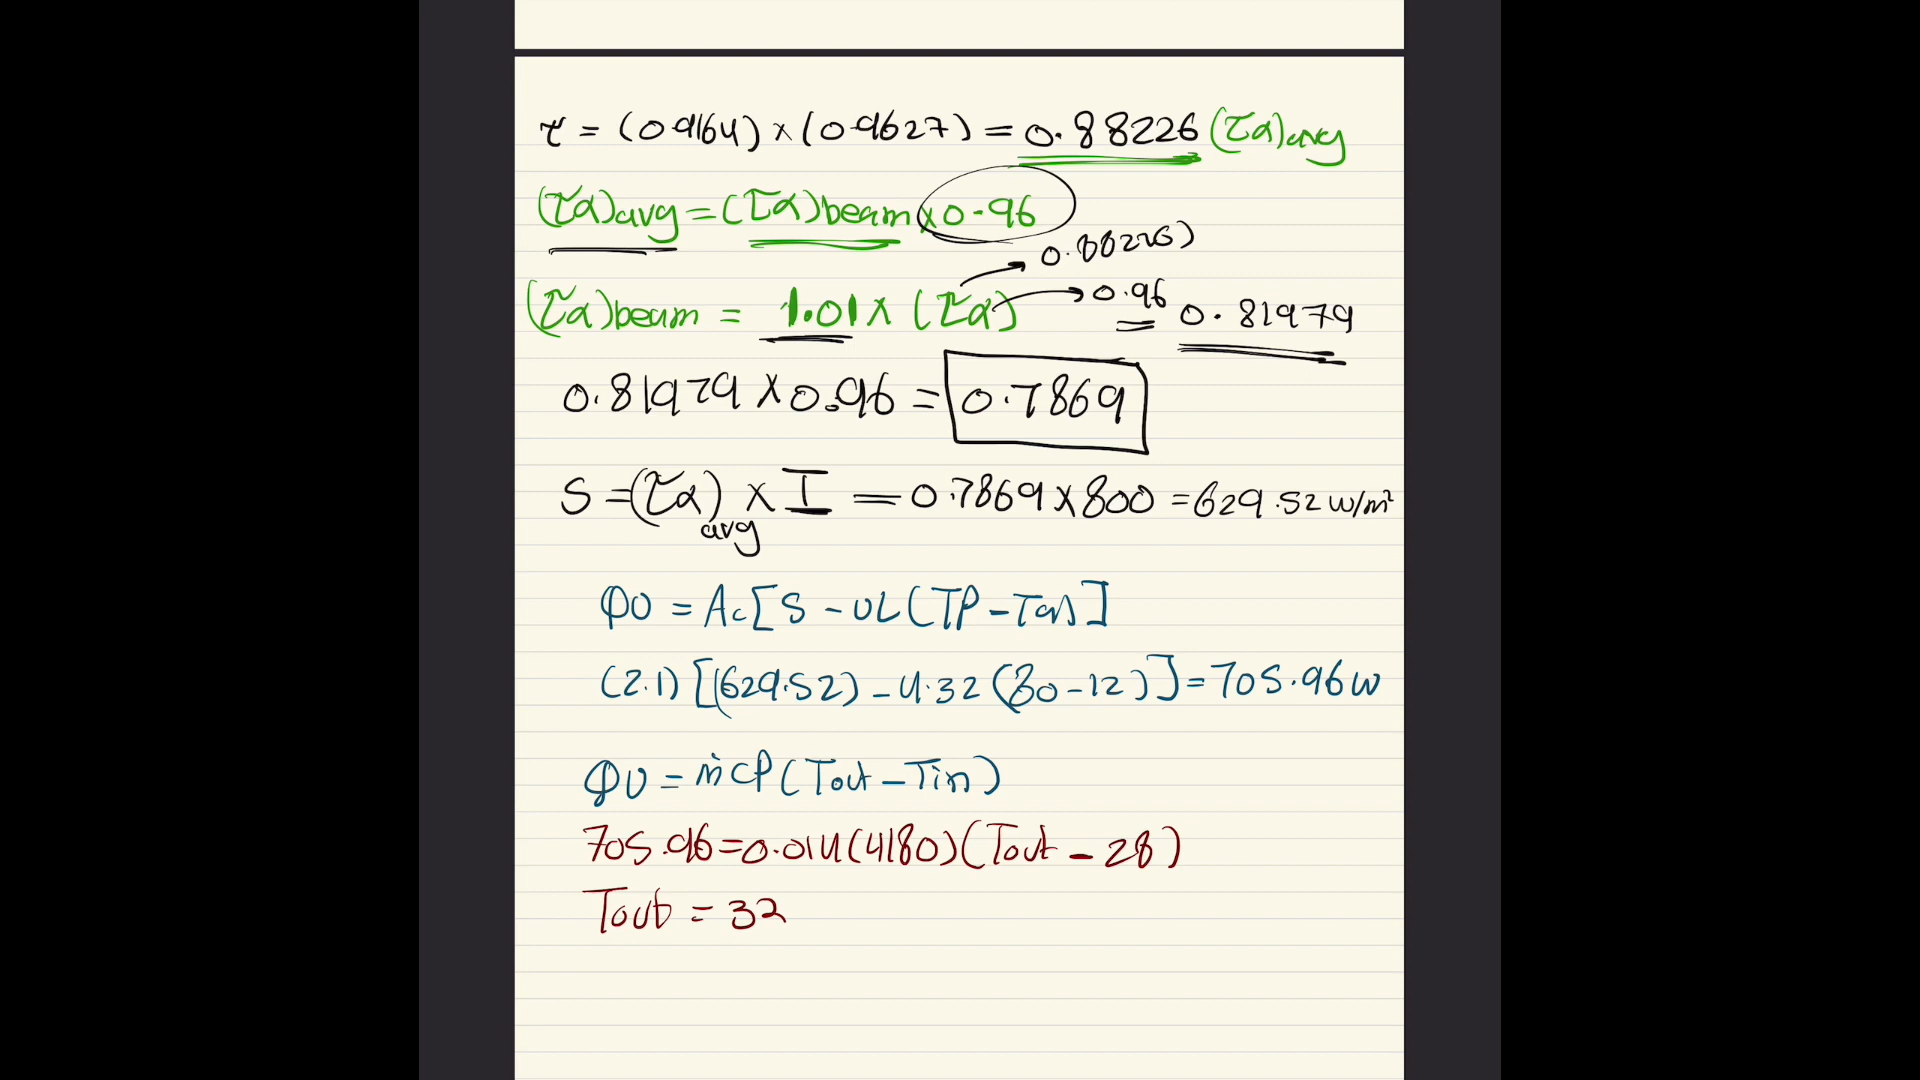 τ = (0.9164) × (0.9627) = 0.88226 (τα)avg
(τα)avg = (τα)beam × 0.96
0.88226)
(τα)beam = 1.01 × (τα) 0.96 = 0.81979
0.81979 × 0.96 = 0.7869
S = (τα)avg × I = 0.7869 × 800 = 629.52 w/m²
QU = Ac[S - UL(TP - Ta)]
(2.1) [(629.52) - 4.32 (80 - 12)] = 705.96 w
QU = ṁCP(Tout - Tin)
705.96 = 0.014(4180)(Tout - 28)
Tout = 32